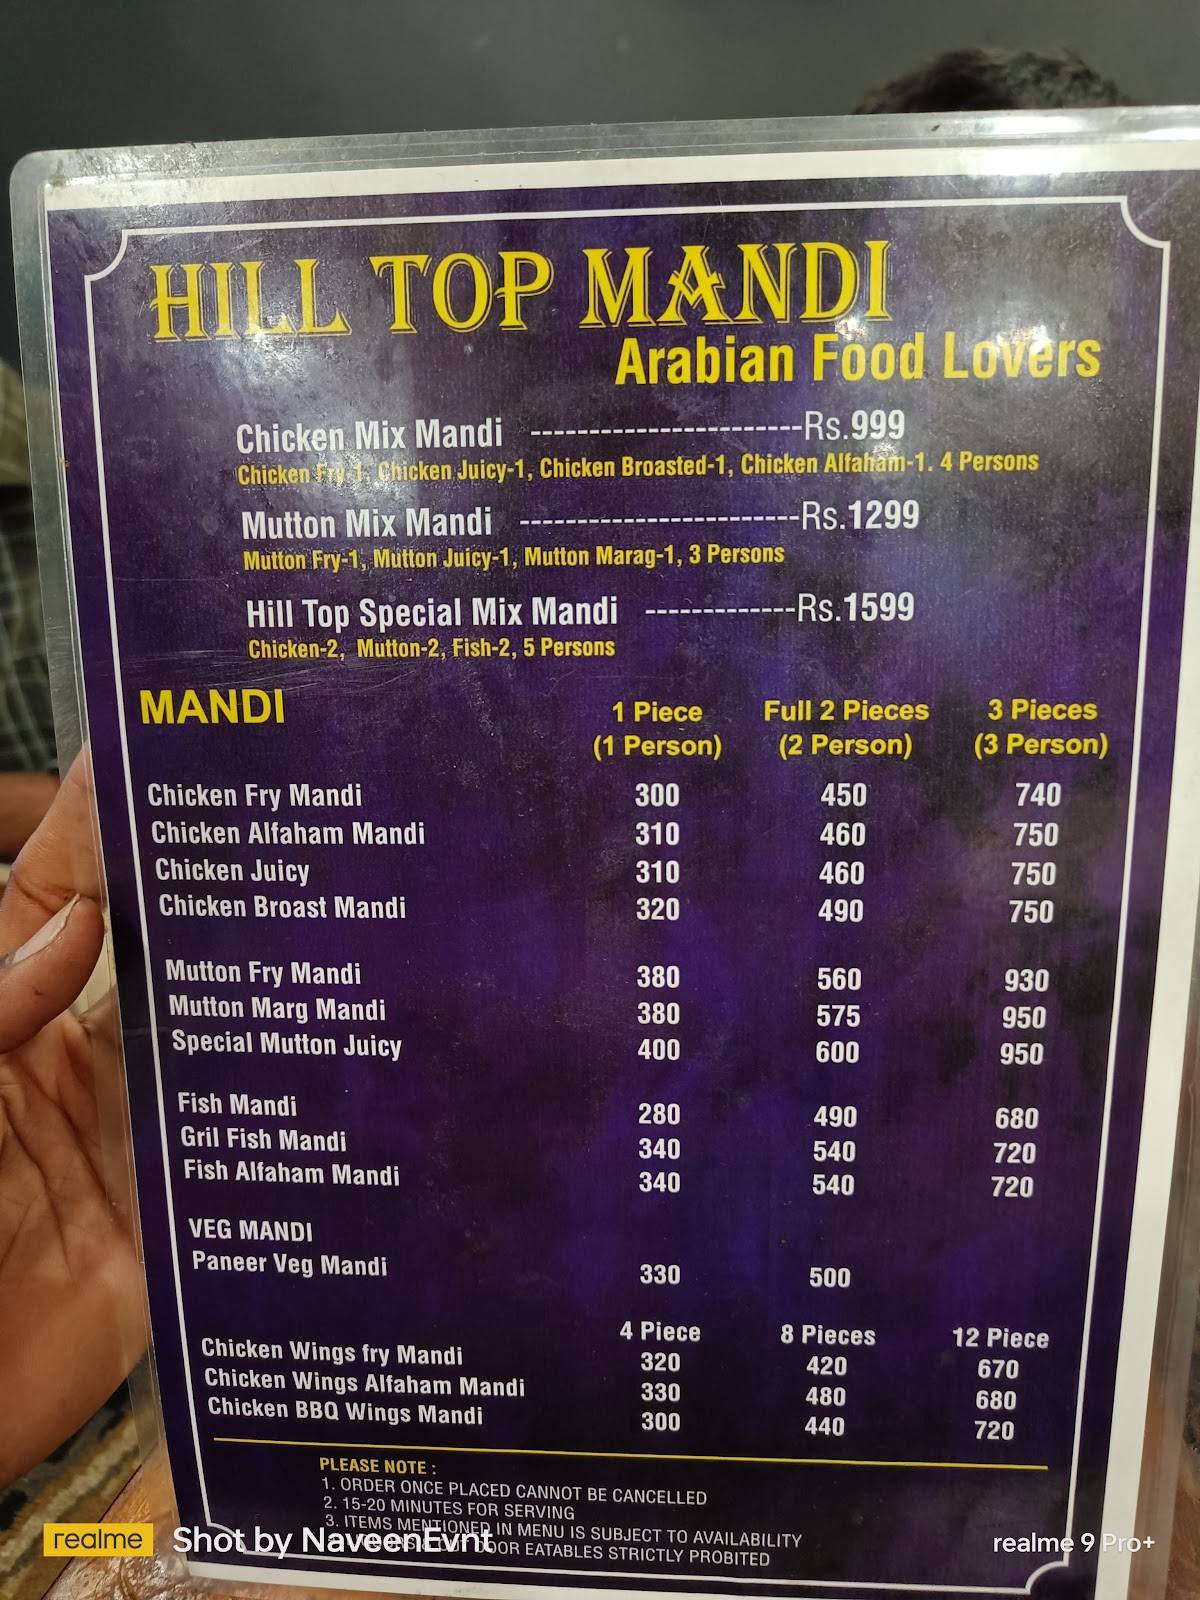 HILL TOP MANDI
Arabian Food Lovers
Chicken Mix Mandi -----------------------Rs.999
Chicken Fry-1, Chicken Juicy-1, Chicken Broasted-1, Chicken Alfaham-1. 4 Persons
Mutton Mix Mandi ------------------------Rs.1299
Mutton Fry-1, Mutton Juicy-1, Mutton Marag-1, 3 Persons
Hill Top Special Mix Mandi -------------Rs.1599
Chicken-2, Mutton-2, Fish-2, 5 Persons
MANDI 1 Piece Full 2 Pieces 3 Pieces
(1 Person) (2 Person) (3 Person)
Chicken Fry Mandi 300 450 740
Chicken Alfaham Mandi 310 460 750
Chicken Juicy 310 460 750
Chicken Broast Mandi 320 490 750
Mutton Fry Mandi 380 560 930
Mutton Marg Mandi 380 575 950
Special Mutton Juicy 400 600 950
Fish Mandi 280 490 680
Gril Fish Mandi 340 540 720
Fish Alfaham Mandi 340 540 720
VEG MANDI
Paneer Veg Mandi 330 500
4 Piece 8 Pieces 12 Piece
Chicken Wings fry Mandi 320 420 670
Chicken Wings Alfaham Mandi 330 480 680
Chicken BBQ Wings Mandi 300 440 720
PLEASE NOTE :
1. ORDER ONCE PLACED CANNOT BE CANCELLED
2. 15-20 MINUTES FOR SERVING
3. ITEMS MENTIONED IN MENU IS SUBJECT TO AVAILABILITY
EATABLES STRICTLY PROBITED
realme Shot by NaveenEvnt realme 9 Pro+